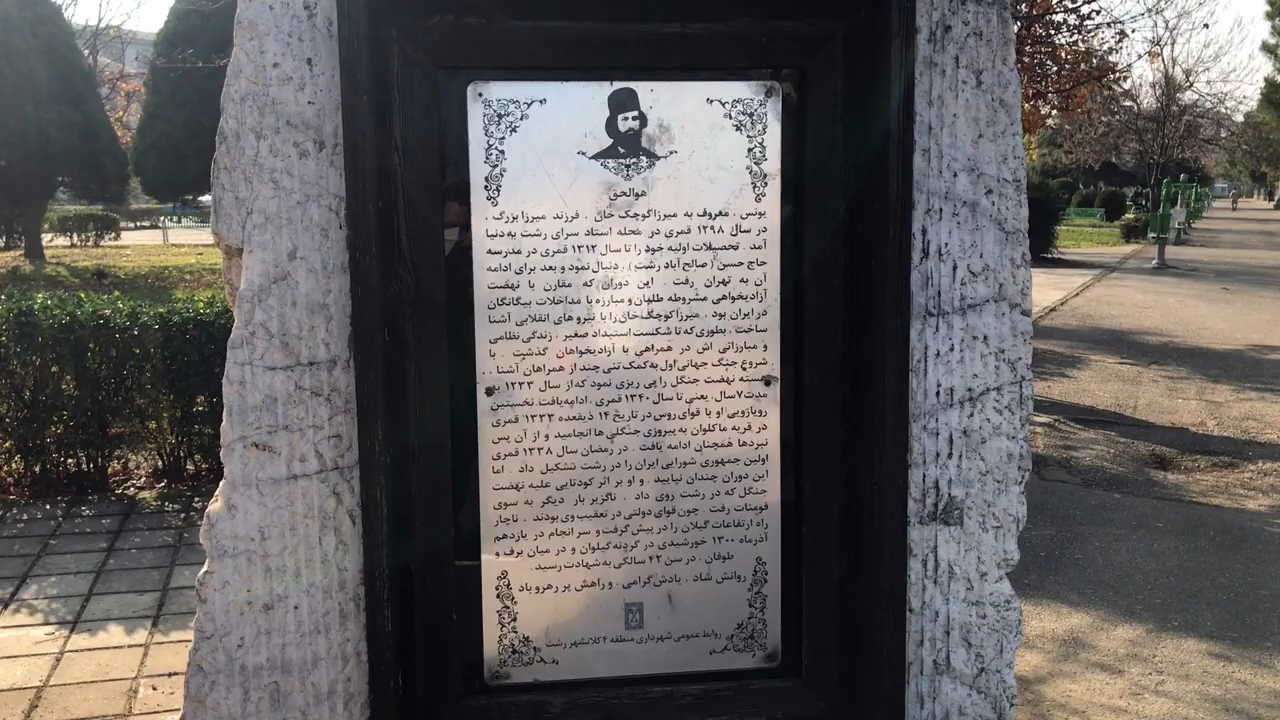 هوالحق
یونس ، معروف به میرزا کوچک خان ، فرزند میرزا بزرگ ،
در سال ۱۲۹۸ قمری در محله استاد سرای رشت به دنیا
آمد . تحصیلات اولیه خود را تا سال ۱۳۱۲ قمری در مدرسه
حاج حسن ( صالح آباد رشت ) ، دنبال نمود و بعد برای ادامه
آن به تهران رفت . این دوران که مقارن با نهضت
آزادیخواهی مشروطه طلبان و مبارزه با مداخلات بیگانگان
در ایران بود ، میرزا کوچک خان را با نیروهای انقلابی آشنا
ساخت ، بطوری که تا شکست استبداد صغیر ، زندگی نظامی
و مبارزاتی اش در همراهی با آزادیخواهان گذشت . با
شروع جنگ جهانی اول به کمک تنی چند از همراهان آشنا ،
هسته نهضت جنگل را پی ریزی نمود که از سال ۱۲۳۳ به
مدت ۷ سال، یعنی تا سال ۱۳۴۰ قمری ، ادامه یافت. نخستین
رویارویی او با قوای روس در تاریخ ۱۴ ذیقعده ۱۳۳۳ قمری
در قریه ماکلوان به پیروزی جنگلی ها انجامید و از آن پس
نبردها همچنان ادامه یافت . در رمضان سال ۱۳۳۸ قمری
اولین جمهوری شورایی ایران را در رشت تشکیل داد . اما
این دوران چندان نپایید . و او بر اثر کودتایی علیه نهضت
جنگل که در رشت روی داد ، ناگزیر بار دیگر به سوی
فومنات رفت . چون قوای دولتی در تعقیب وی بودند ، ناچار
راه ارتفاعات گیلان را در پیش گرفت و سر انجام در یازدهم
آذرماه ۱۳۰۰ خورشیدی در گردنه گیلوان و در میان برف و
طوفان ، در سن ۴۲ سالگی به شهادت رسید.
روانش شاد ، یادش گرامی . و راهش پر رهرو باد
روابط عمومی شهرداری منطقه ۴ کلانشهر رشت